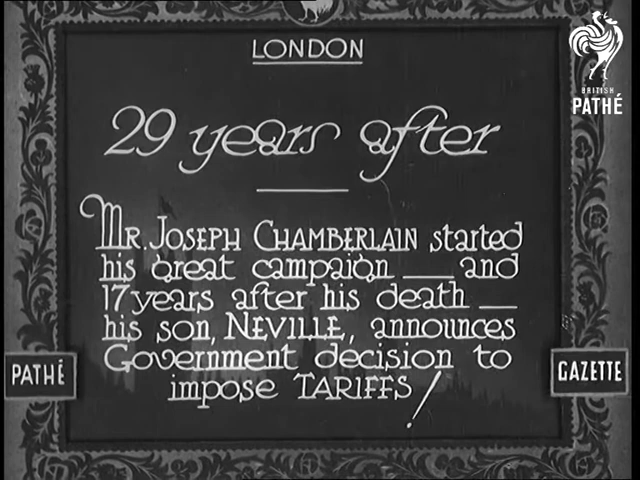 LONDON
BRITISH
PATHÉ
29 years after
MR. JOSEPH CHAMBERLAIN started
his great campaign — and
17 years after his death —
his son, NEVILLE, announces
Government decision to
impose TARIFFS!
PATHÉ
GAZETTE